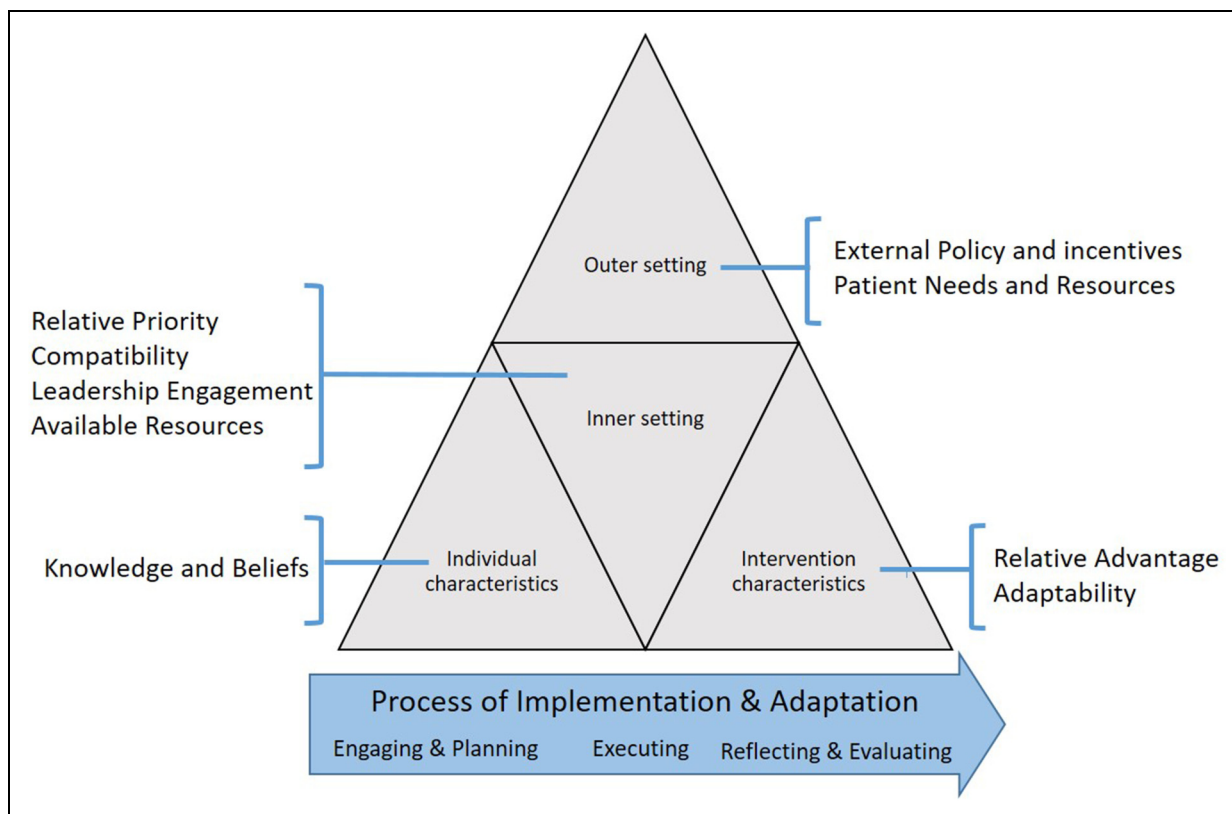 Outer setting
External Policy and incentives
Patient Needs and Resources
Relative Priority
Compatibility
Leadership Engagement
Available Resources
Inner setting
Knowledge and Beliefs
Individual
characteristics
Intervention
characteristics
Relative Advantage
Adaptability
Process of Implementation & Adaptation
Engaging & Planning
Executing
Reflecting & Evaluating